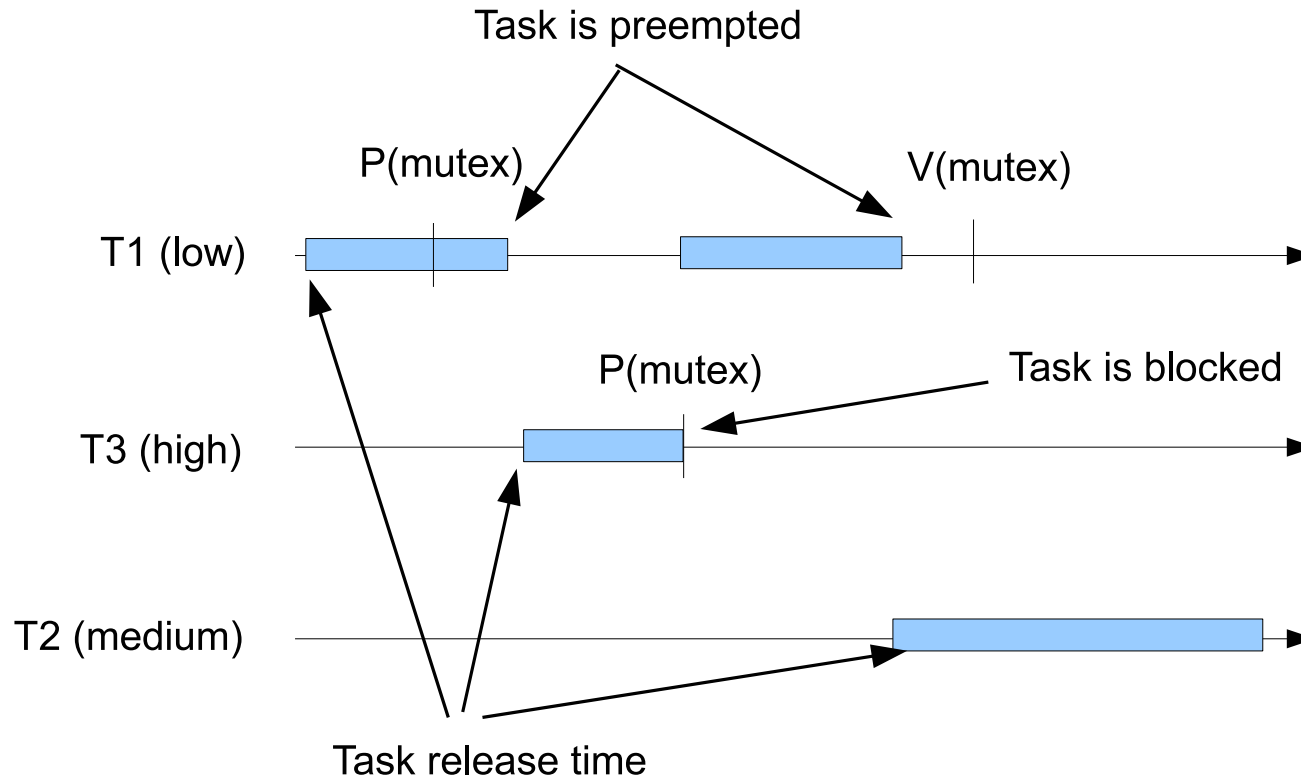 Task is preempted
P(mutex)
V(mutex)
T1 (low)
P(mutex)
Task is blocked
T3 (high)
T2 (medium)
Task release time